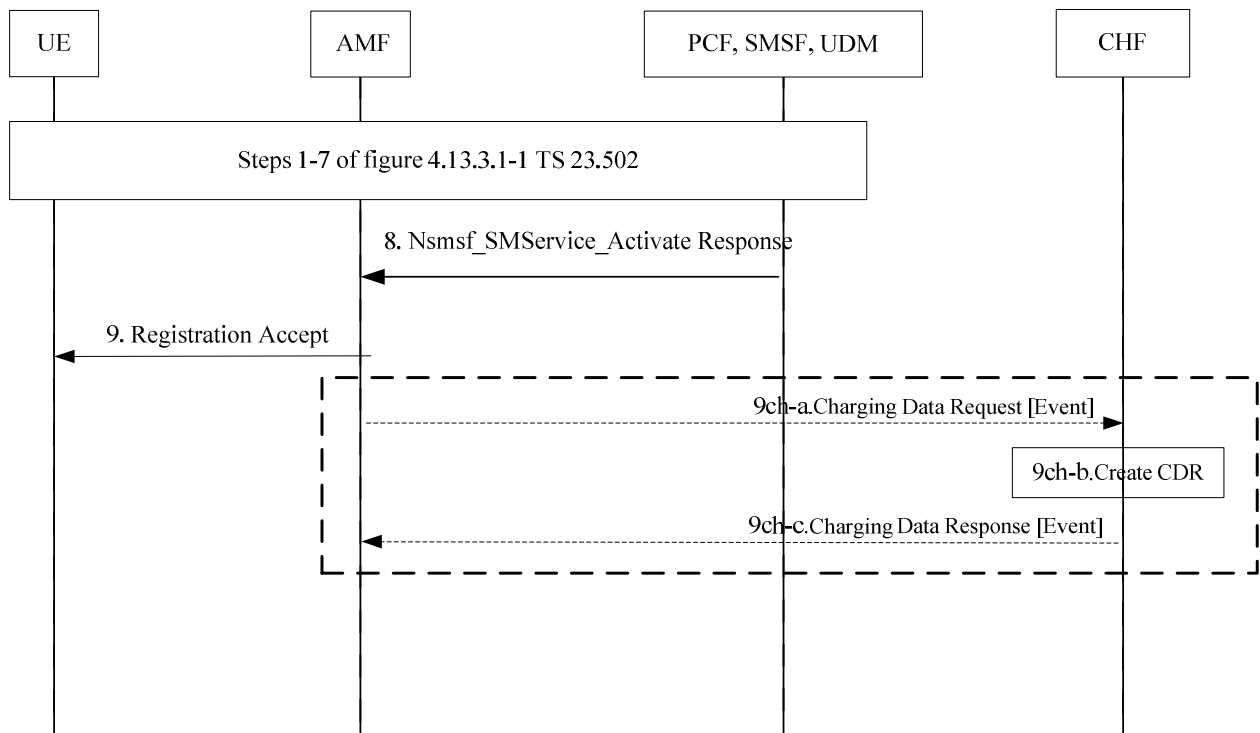 UE
AMF
PCF, SMSF, UDM
CHF
Steps 1-7 of figure 4.13.3.1-1 TS 23.502
8. Nsmsf_SMService_Activate Response
9. Registration Accept
9ch-a.Charging Data Request [Event]
9ch-b.Create CDR
9ch-c.Charging Data Response [Event]